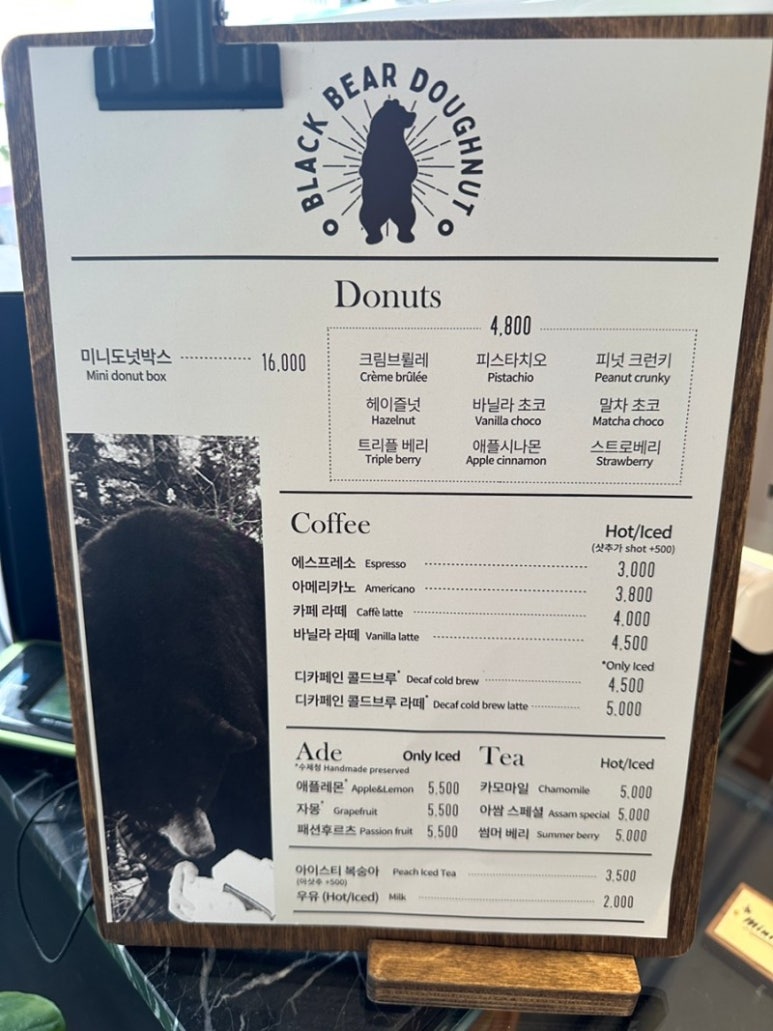 BLACK BEAR DOUGHNUT
Donuts
미니도넛박스 16,000
Mini donut box
4,800
크림브륄레 피스타치오 피넛 크런키
Crème brûlée Pistachio Peanut crunky
헤이즐넛 바닐라 초코 말차 초코
Hazelnut Vanilla choco Matcha choco
트리플 베리 애플시나몬 스트로베리
Triple berry Apple cinnamon Strawberry
Coffee Hot/Iced
(샷추가 shot +500)
에스프레소 Espresso 3,000
아메리카노 Americano 3,800
카페 라떼 Caffè latte 4,000
바닐라 라떼 Vanilla latte 4,500
*Only Iced
디카페인 콜드브루* Decaf cold brew 4,500
디카페인 콜드브루 라떼* Decaf cold brew latte 5,000
Ade Only Iced
*수제청 Handmade preserved
애플레몬* Apple&Lemon 5,500
자몽* Grapefruit 5,500
패션후르츠 Passion fruit 5,500
Tea Hot/Iced
카모마일 Chamomile 5,000
아쌈 스페셜 Assam special 5,000
썸머 베리 Summer berry 5,000
아이스티 복숭아 Peach Iced Tea 3,500
(아샷추 +500)
우유 (Hot/Iced) Milk 2,000